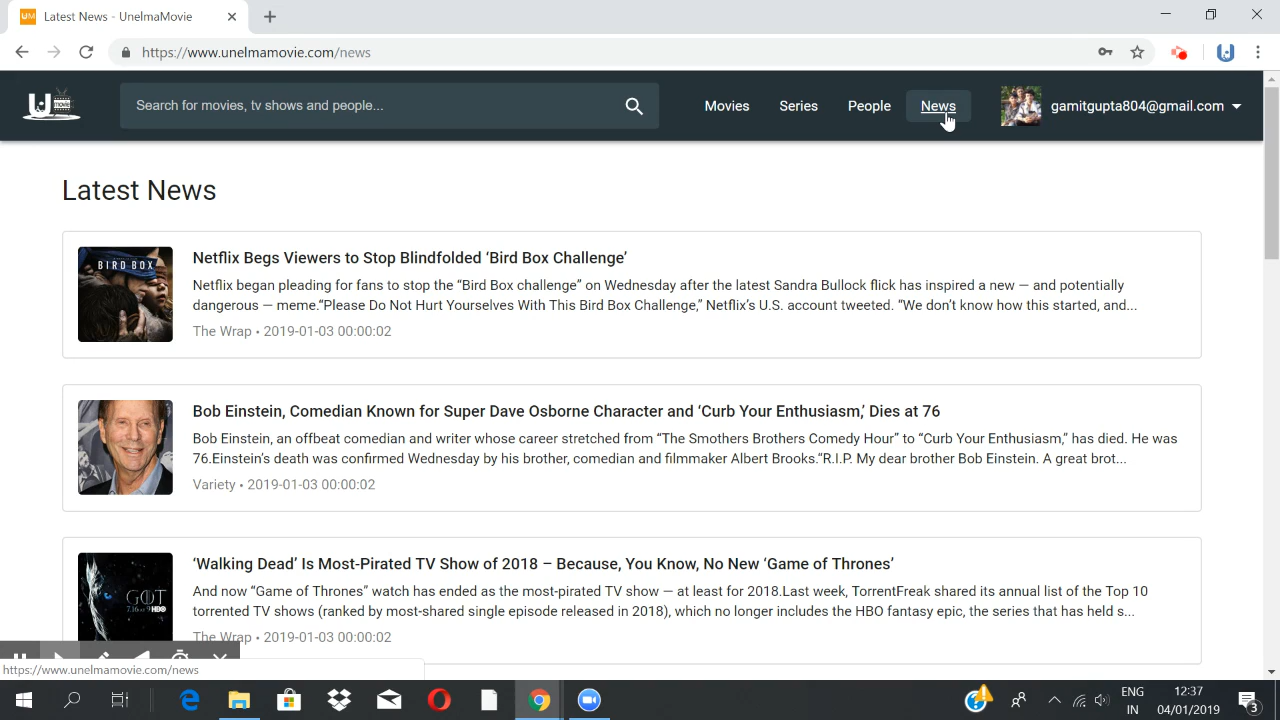 Latest News - UnelmaMovie
https://www.unelmamovie.com/news
Search for movies, tv shows and people...
Movies
Series
People
News
gamitgupta804@gmail.com
Latest News
BIRD BOX
Netflix Begs Viewers to Stop Blindfolded ‘Bird Box Challenge’
Netflix began pleading for fans to stop the “Bird Box challenge” on Wednesday after the latest Sandra Bullock flick has inspired a new — and potentially
dangerous — meme.“Please Do Not Hurt Yourselves With This Bird Box Challenge,” Netflix’s U.S. account tweeted. “We don’t know how this started, and...
The Wrap • 2019-01-03 00:00:02
Bob Einstein, Comedian Known for Super Dave Osborne Character and ‘Curb Your Enthusiasm,’ Dies at 76
Bob Einstein, an offbeat comedian and writer whose career stretched from “The Smothers Brothers Comedy Hour” to “Curb Your Enthusiasm,” has died. He was
76.Einstein’s death was confirmed Wednesday by his brother, comedian and filmmaker Albert Brooks.“R.I.P. My dear brother Bob Einstein. A great brot...
Variety • 2019-01-03 00:00:02
GOT
7.16 HBO
‘Walking Dead’ Is Most-Pirated TV Show of 2018 – Because, You Know, No New ‘Game of Thrones’
And now “Game of Thrones” watch has ended as the most-pirated TV show — at least for 2018.Last week, TorrentFreak shared its annual list of the Top 10
torrented TV shows (ranked by most-shared single episode released in 2018), which no longer includes the HBO fantasy epic, the series that has held s...
The Wrap • 2019-01-03 00:00:02
https://www.unelmamovie.com/news
ENG
IN
12:37
04/01/2019
3